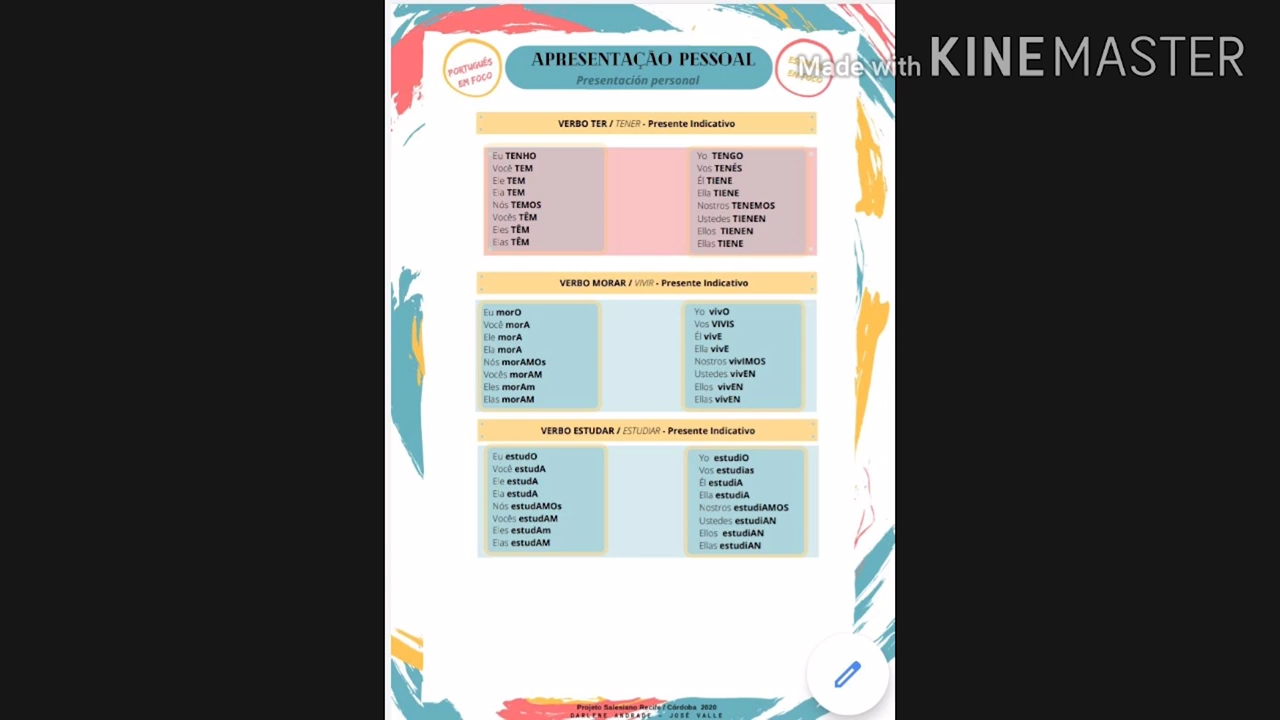 Made with KINEMASTER
PORTUGUÊS
EM FOCO
APRESENTAÇÃO PESSOAL
Presentación personal
EM FOCO
VERBO TER / TENER - Presente Indicativo
Eu TENHO
Você TEM
Ele TEM
Ela TEM
Nós TEMOS
Vocês TÊM
Eles TÊM
Elas TÊM
Yo TENGO
Vos TENÉS
Él TIENE
Ella TIENE
Nostros TENEMOS
Ustedes TIENEN
Ellos TIENEN
Ellas TIENE
VERBO MORAR / VIVIR - Presente Indicativo
Eu morO
Você morA
Ele morA
Ela morA
Nós morAMOs
Vocês morAM
Eles morAm
Elas morAM
Yo vivO
Vos VIVIS
Él vivE
Ella vivE
Nostros vivIMOS
Ustedes vivEN
Ellos vivEN
Ellas vivEN
VERBO ESTUDAR / ESTUDIAR - Presente Indicativo
Eu estudO
Você estudA
Ele estudA
Ela estudA
Nós estudAMOs
Vocês estudAM
Eles estudAm
Elas estudAM
Yo estudiO
Vos estudias
Él estudiA
Ella estudiA
Nostros estudiAMOS
Ustedes estudiAN
Ellos estudiAN
Ellas estudiAN
Projeto Salesiano Recife / Córdoba 2020
DARLENE ANDRADE - JOSÉ VALLE